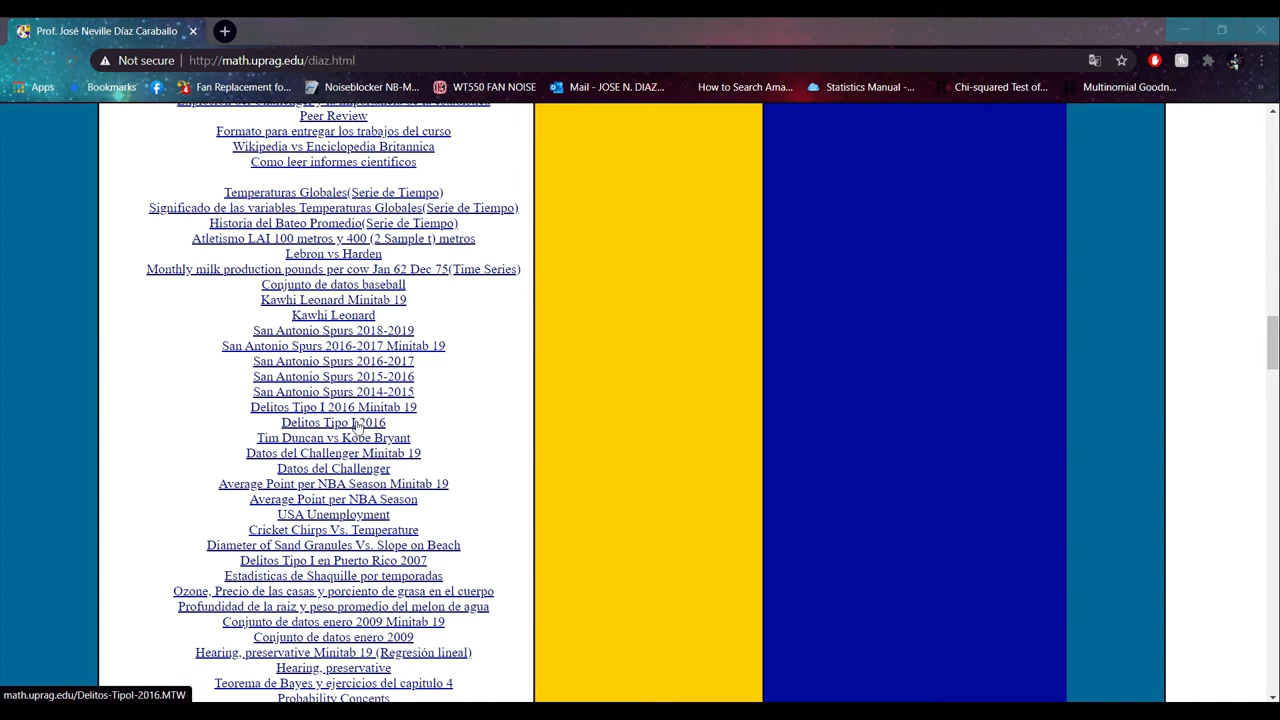 Prof. José Neville Díaz Caraballo
Not secure
http://math.uprag.edu/diaz.html
Apps
Bookmarks
Fan Replacement fo...
Noiseblocker NB-M...
WT550 FAN NOISE
Mail - JOSE N. DIAZ...
How to Search Ama...
Statistics Manual -...
Chi-squared Test of...
Multinomial Goodn...
Peer Review
Formato para entregar los trabajos del curso
Wikipedia vs Enciclopedia Britannica
Como leer informes cientificos
Temperaturas Globales(Serie de Tiempo)
Significado de las variables Temperaturas Globales(Serie de Tiempo)
Historia del Bateo Promedio(Serie de Tiempo)
Atletismo LAI 100 metros y 400 (2 Sample t) metros
Lebron vs Harden
Monthly milk production pounds per cow Jan 62 Dec 75(Time Series)
Conjunto de datos baseball
Kawhi Leonard Minitab 19
Kawhi Leonard
San Antonio Spurs 2018-2019
San Antonio Spurs 2016-2017 Minitab 19
San Antonio Spurs 2016-2017
San Antonio Spurs 2015-2016
San Antonio Spurs 2014-2015
Delitos Tipo I 2016 Minitab 19
Delitos Tipo I 2016
Tim Duncan vs Kobe Bryant
Datos del Challenger Minitab 19
Datos del Challenger
Average Point per NBA Season Minitab 19
Average Point per NBA Season
USA Unemployment
Cricket Chirps Vs. Temperature
Diameter of Sand Granules Vs. Slope on Beach
Delitos Tipo I en Puerto Rico 2007
Estadisticas de Shaquille por temporadas
Ozone, Precio de las casas y porciento de grasa en el cuerpo
Profundidad de la raiz y peso promedio del melon de agua
Conjunto de datos enero 2009 Minitab 19
Conjunto de datos enero 2009
Hearing, preservative Minitab 19 (Regresión lineal)
Hearing, preservative
Teorema de Bayes y ejercicios del capitulo 4
Probability Concepts
math.uprag.edu/Delitos-TipoI-2016.MTW